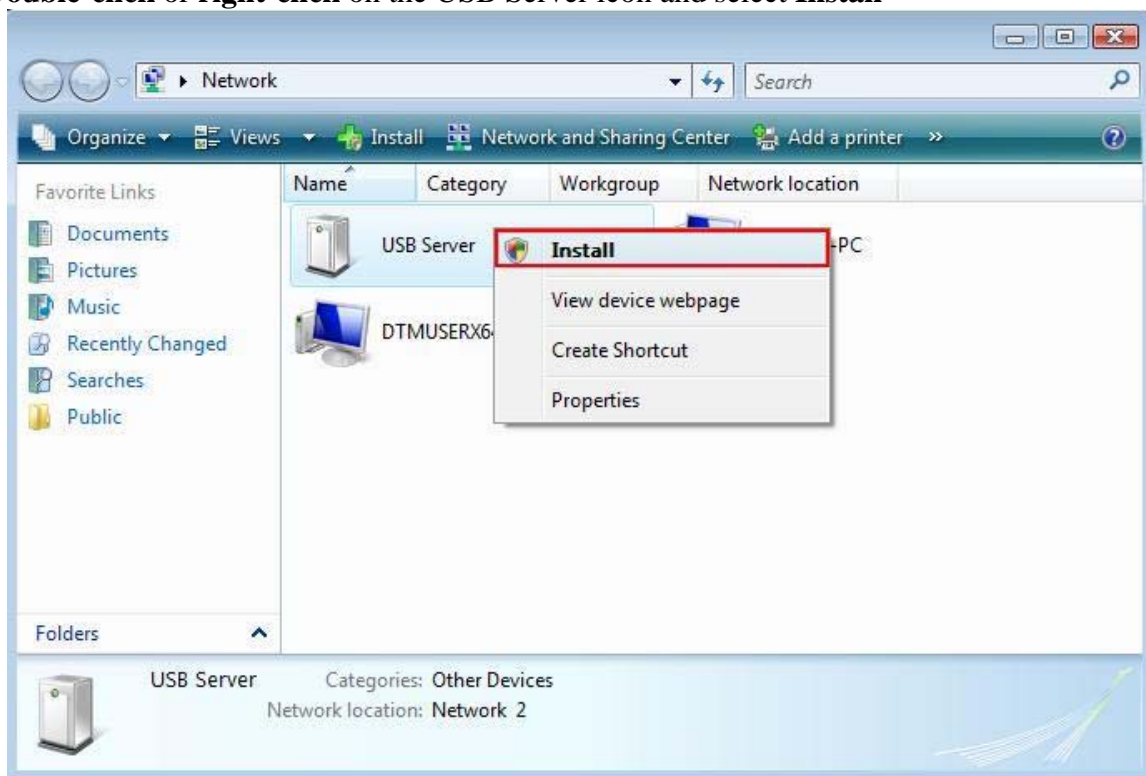 double-click or right-click on the USB Server icon and select Install
Network
Search
Organize Views Install Network and Sharing Center Add a printer »
Favorite Links
Name Category Workgroup Network location
Documents
Pictures
Music
Recently Changed
Searches
Public
USB Server
-PC
Install
View device webpage
Create Shortcut
Properties
DTMUSERX64
Folders
USB Server Categories: Other Devices
Network location: Network 2